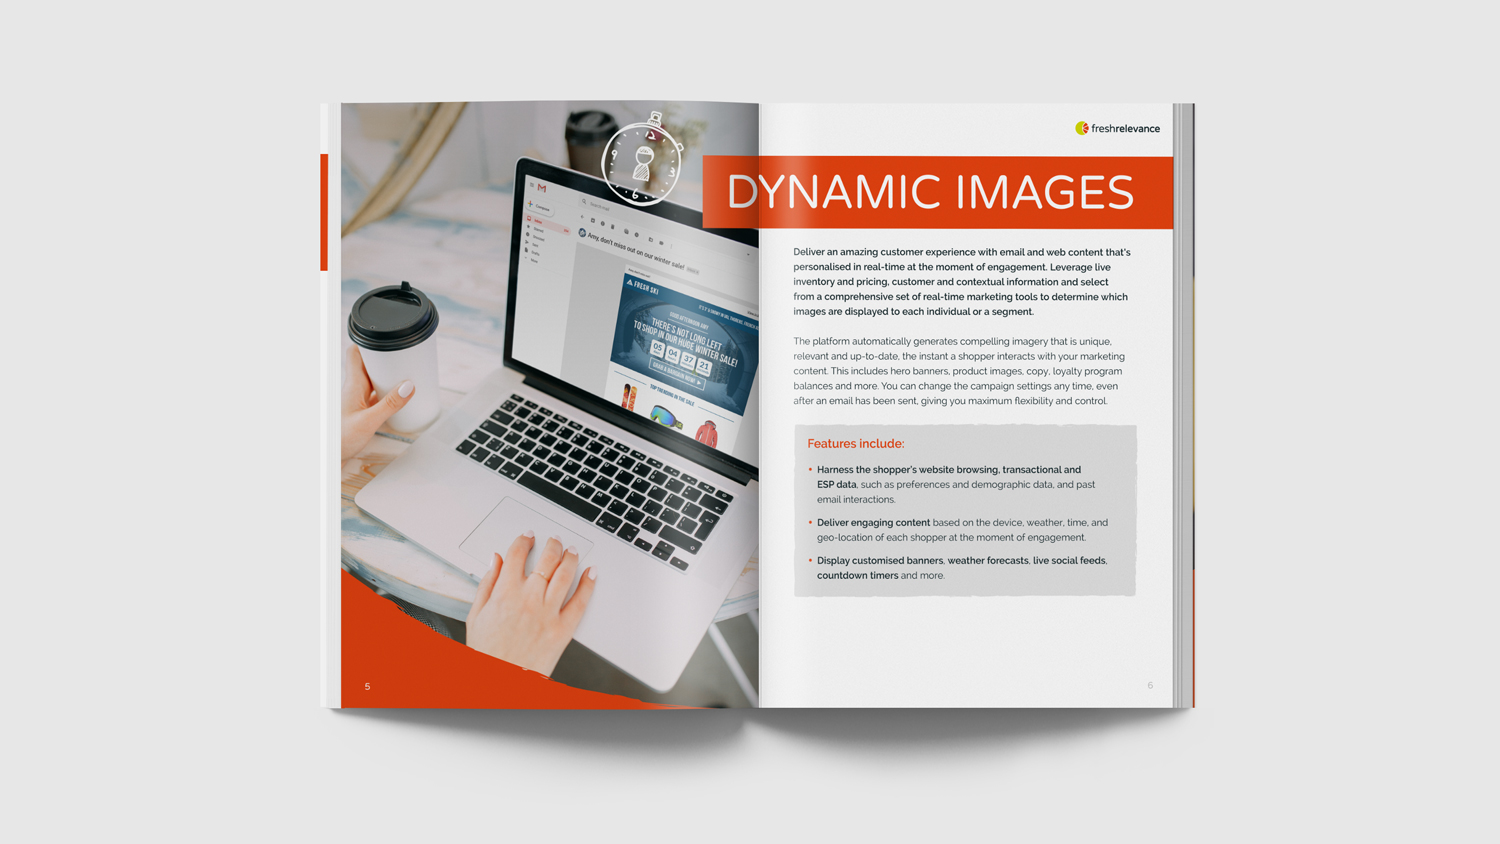 Compose
Search mail
Amy, don't miss out on our winter sale!
FRESH SKI
GOOD AFTERNOON AMY
THERE'S NOT LONG LEFT
TO SHOP IN OUR HUGE WINTER SALE!
05 04 37 21
GRAB A BARGAIN NOW
TOP TRENDING IN THE SALE
5
freshrelevance
DYNAMIC IMAGES
Deliver an amazing customer experience with email and web content that's
personalised in real-time at the moment of engagement. Leverage live
inventory and pricing, customer and contextual information and select
from a comprehensive set of real-time marketing tools to determine which
images are displayed to each individual or a segment.
The platform automatically generates compelling imagery that is unique,
relevant and up-to-date, the instant a shopper interacts with your marketing
content. This includes hero banners, product images, copy, loyalty program
balances and more. You can change the campaign settings any time, even
after an email has been sent, giving you maximum flexibility and control.
Features include:
• Harness the shopper's website browsing, transactional and
ESP data, such as preferences and demographic data, and past
email interactions.
• Deliver engaging content based on the device, weather, time, and
geo-location of each shopper at the moment of engagement.
• Display customised banners, weather forecasts, live social feeds,
countdown timers and more.
6